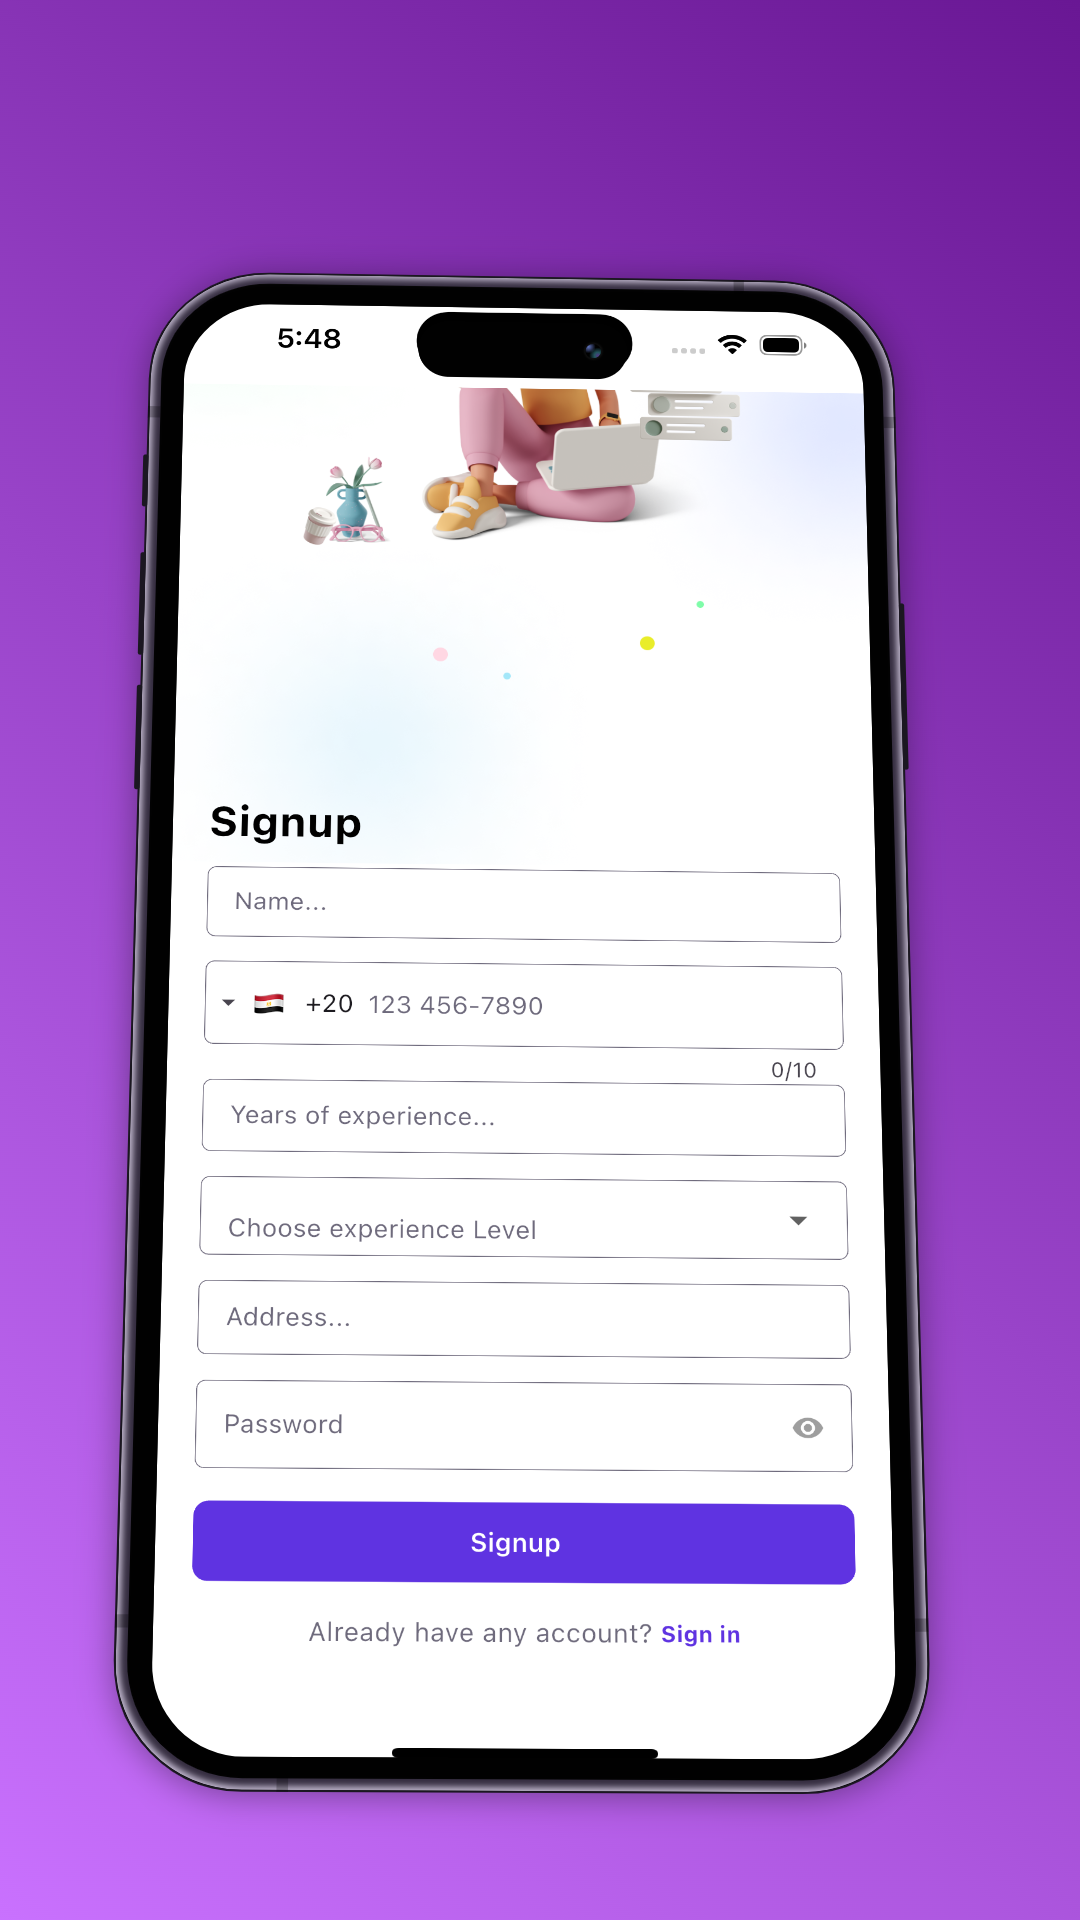 5:48
Signup
Name...
+20 123 456-7890
0/10
Years of experience...
Choose experience Level
Address...
Password
Signup
Already have any account? Sign in